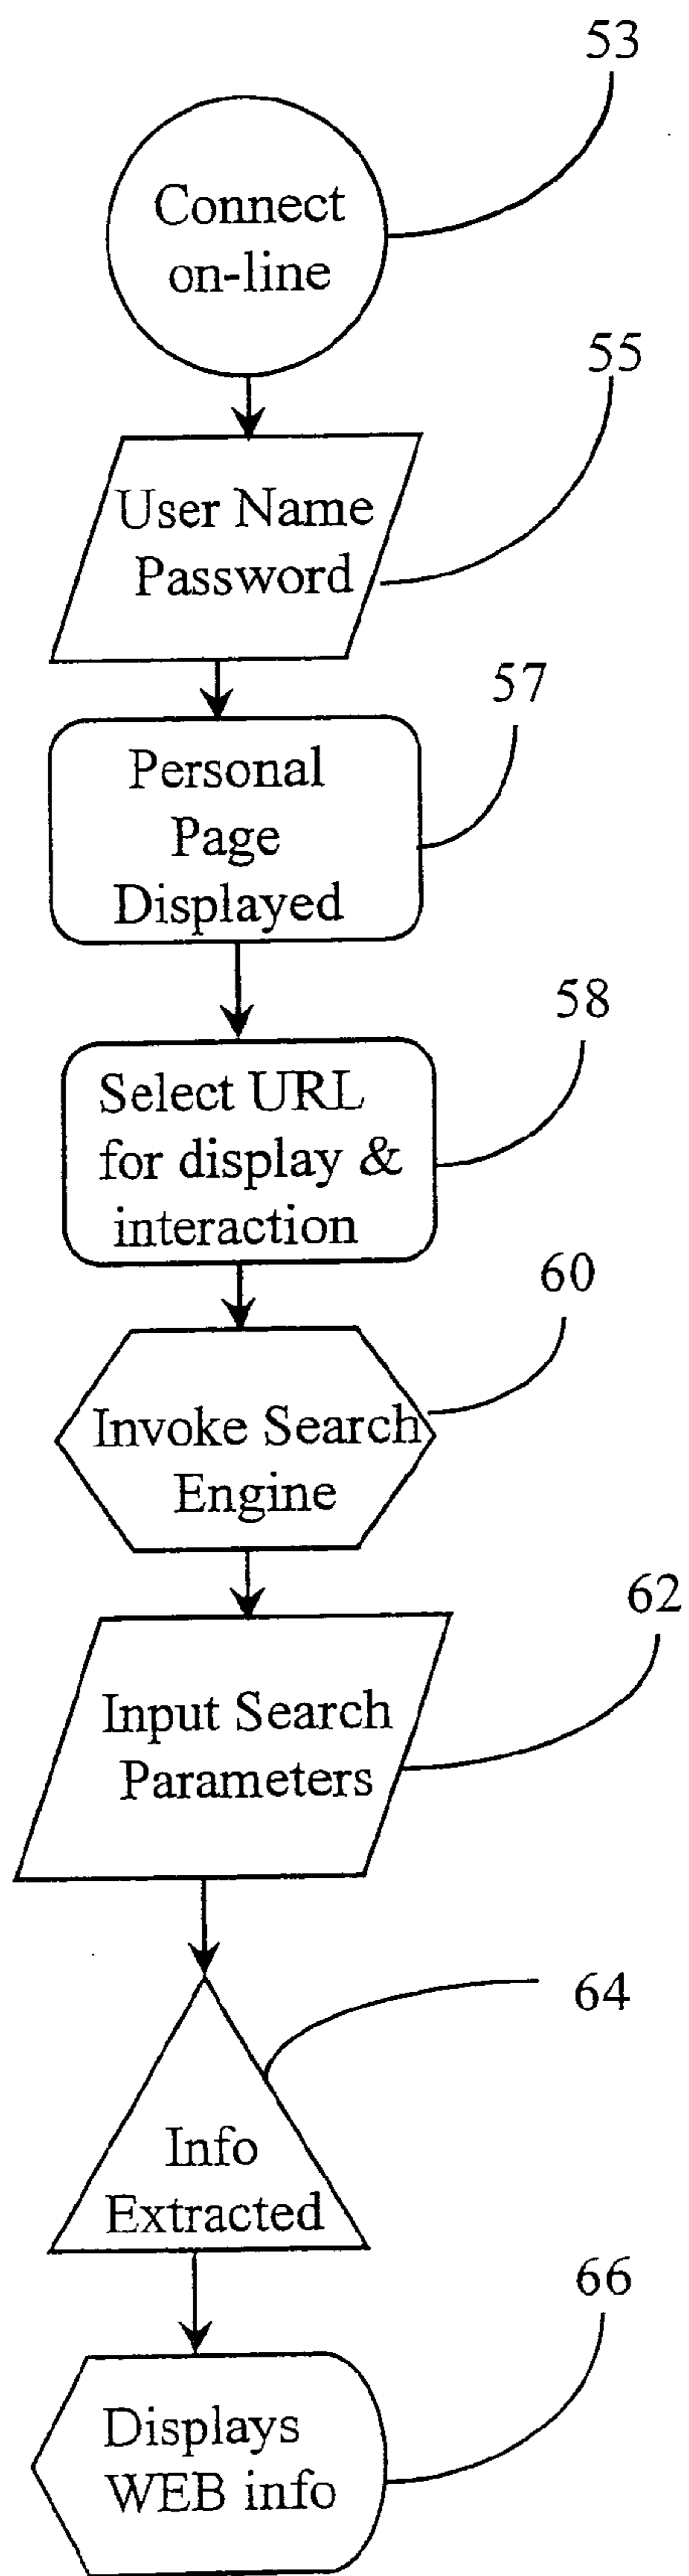 53
Connect
on-line
55
User Name
Password
57
Personal
Page
Displayed
58
Select URL
for display &
interaction
60
Invoke Search
Engine
62
Input Search
Parameters
64
Info
Extracted
66
Displays
WEB info